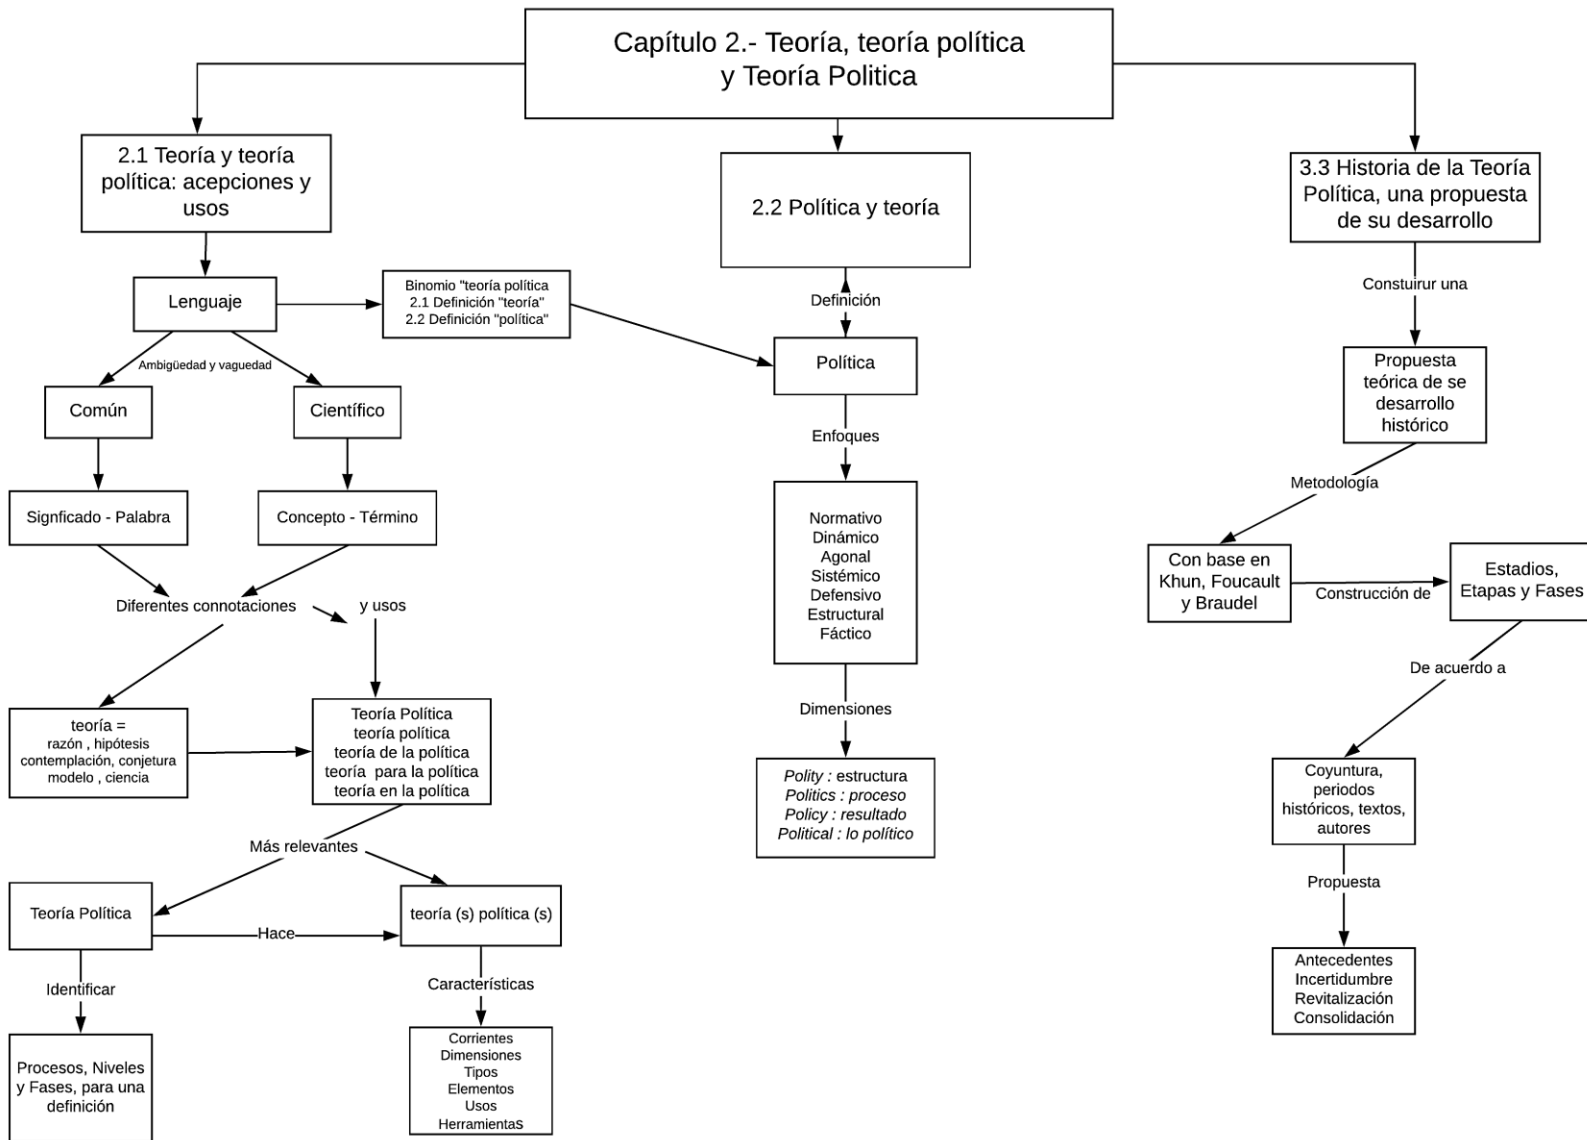 Capítulo 2.- Teoría, teoría política
y Teoría Politica
2.1 Teoría y teoría
política: acepciones y
usos
2.2 Política y teoría
3.3 Historia de la Teoría
Política, una propuesta
de su desarrollo
Lenguaje
Binomio "teoría política
2.1 Definición "teoría"
2.2 Definición "política"
Definición
Constuirur una
Ambigüedad y vaguedad
Política
Propuesta
teórica de se
desarrollo
histórico
Común
Científico
Enfoques
Metodología
Signficado - Palabra
Concepto - Término
Normativo
Dinámico
Agonal
Sistémico
Defensivo
Estructural
Fáctico
Con base en
Khun, Foucault
y Braudel
Construcción de
Estadios,
Etapas y Fases
Diferentes connotaciones
y usos
De acuerdo a
teoría =
razón , hipótesis
contemplación, conjetura
modelo , ciencia
Teoría Política
teoría política
teoría de la política
teoría para la política
teoría en la política
Dimensiones
Polity : estructura
Politics : proceso
Policy : resultado
Political : lo político
Coyuntura,
periodos
históricos, textos,
autores
Más relevantes
Propuesta
Teoría Política
Hace
teoría (s) política (s)
Antecedentes
Incertidumbre
Revitalización
Consolidación
Identificar
Características
Procesos, Niveles
y Fases, para una
definición
Corrientes
Dimensiones
Tipos
Elementos
Usos
Herramientas